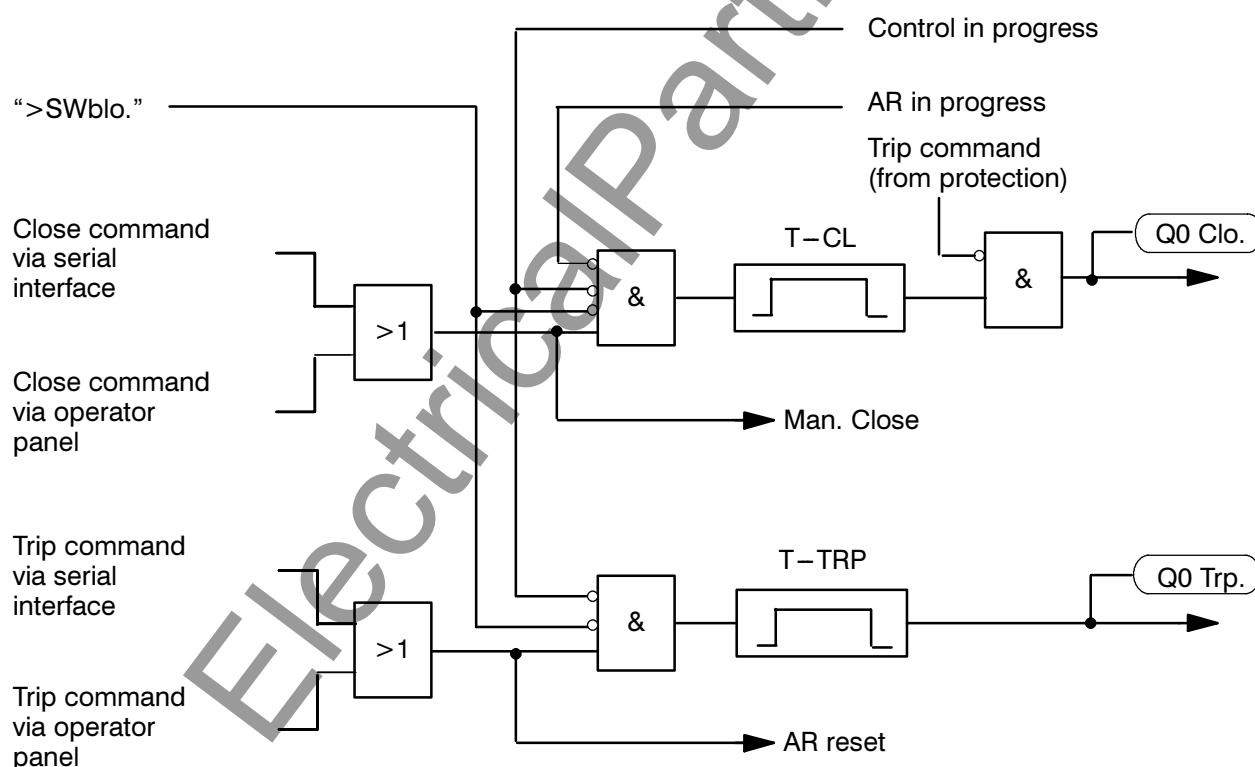 Control in progress
">SWblo."
AR in progress
Trip command
(from protection)
Close command
via serial
interface
T–CL
Q0 Clo.
&
&
>1
Close command
via operator
panel
Man. Close
Trip command
via serial
interface
T–TRP
Q0 Trp.
&
>1
Trip command
via operator
panel
AR reset
ElectricalPart